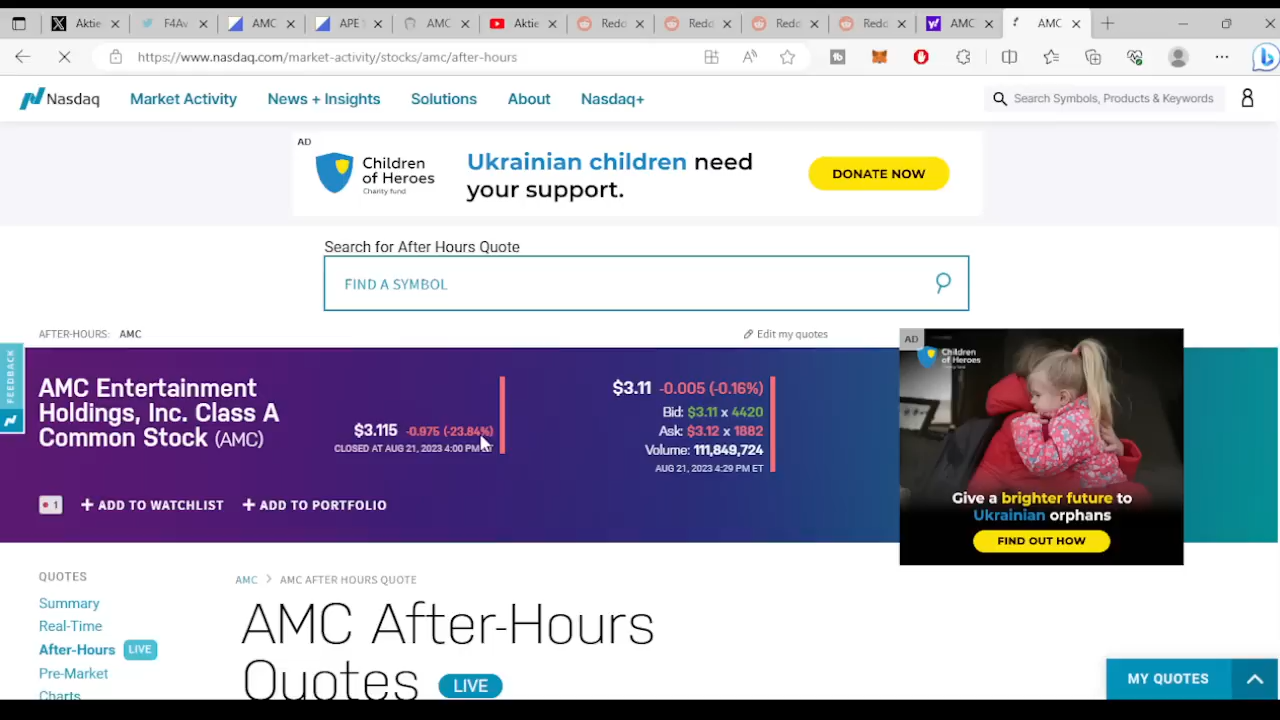 Aktie
F4Av
AMC
APE
AMC
Aktie
Redd
Redd
Redd
Redd
AMC
AMC
https://www.nasdaq.com/market-activity/stocks/amc/after-hours
Nasdaq
Market Activity
News + Insights
Solutions
About
Nasdaq+
Search Symbols, Products & Keywords
AD
Children
of Heroes
Charity fund
Ukrainian children need
your support.
DONATE NOW
Search for After Hours Quote
FIND A SYMBOL
AFTER-HOURS: AMC
Edit my quotes
FEEDBACK
AMC Entertainment
Holdings, Inc. Class A
Common Stock (AMC)
$3.115 -0.975 (-23.84%)
CLOSED AT AUG 21, 2023 4:00 PM ET
$3.11 -0.005 (-0.16%)
Bid: $3.11 x 4420
Ask: $3.12 x 1882
Volume: 111,849,724
AUG 21, 2023 4:29 PM ET
1
+ ADD TO WATCHLIST
+ ADD TO PORTFOLIO
AD
Children
of Heroes
Give a brighter future to
Ukrainian orphans
FIND OUT HOW
QUOTES
Summary
Real-Time
After-Hours LIVE
Pre-Market
Charts
AMC > AMC AFTER HOURS QUOTE
AMC After-Hours
Quotes LIVE
MY QUOTES